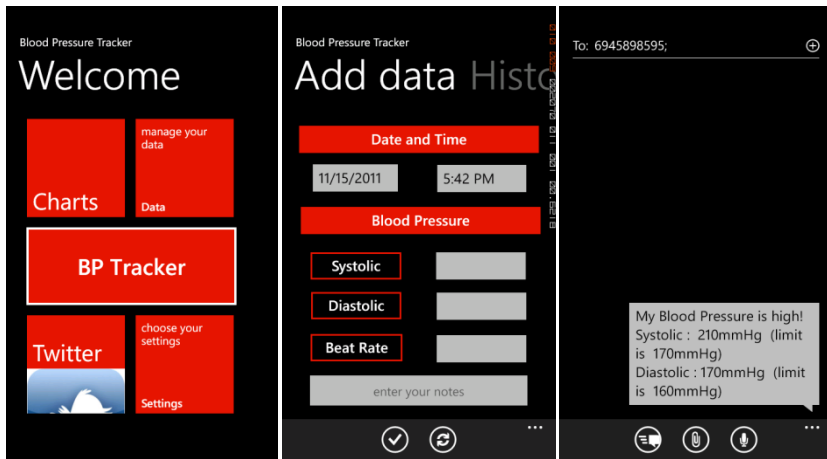 Blood Pressure Tracker
Welcome
manage your
data
Charts
Data
BP Tracker
choose your
settings
Twitter
Settings
Blood Pressure Tracker
Add data Histo
Date and Time
11/15/2011
5:42 PM
Blood Pressure
Systolic
Diastolic
Beat Rate
enter your notes
To: 6945898595;
My Blood Pressure is high!
Systolic : 210mmHg (limit
is 170mmHg)
Diastolic : 170mmHg (limit
is 160mmHg)